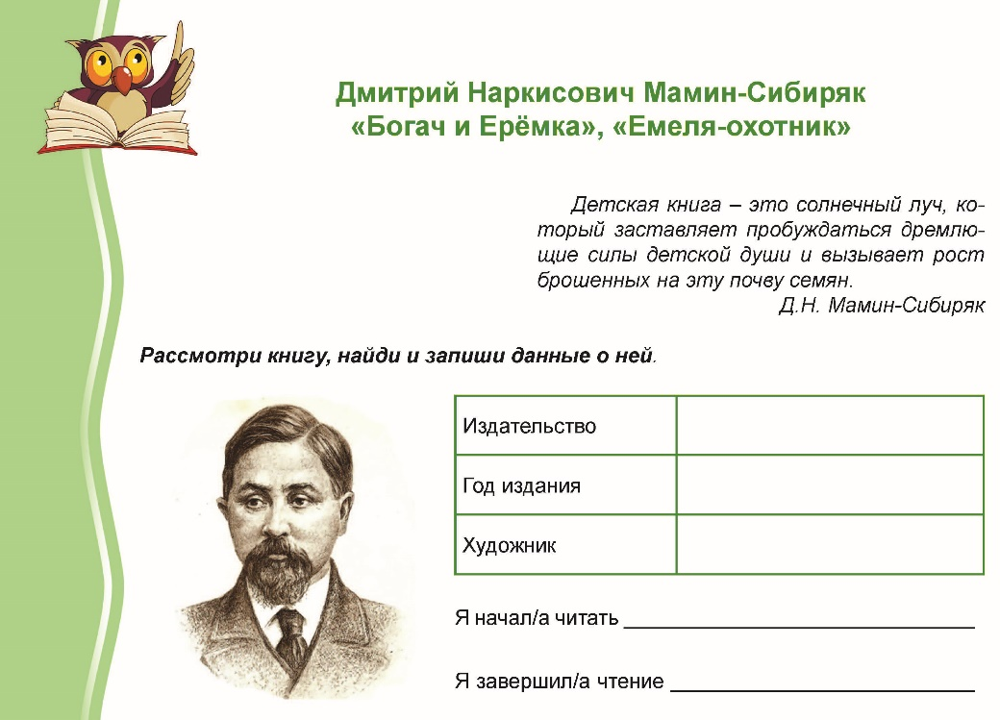 Дмитрий Наркисович Мамин-Сибиряк
«Богач и Ерёмка», «Емеля-охотник»
Детская книга – это солнечный луч, ко-
торый заставляет пробуждаться дремлю-
щие силы детской души и вызывает рост
брошенных на эту почву семян.
Д.Н. Мамин-Сибиряк
Рассмотри книгу, найди и запиши данные о ней.
Издательство
Год издания
Художник
Я начал/а читать ______________________________
Я завершил/а чтение __________________________